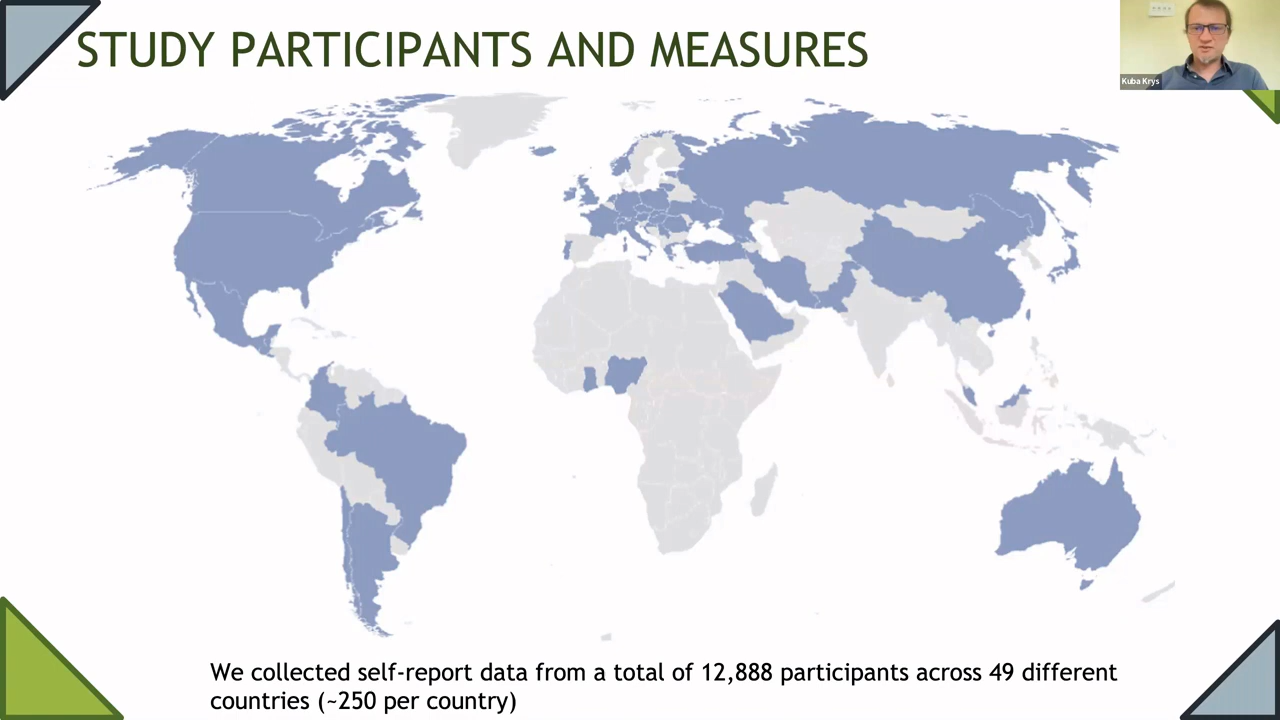 STUDY PARTICIPANTS AND MEASURES
Kuba Krys
We collected self-report data from a total of 12,888 participants across 49 different
countries (~250 per country)